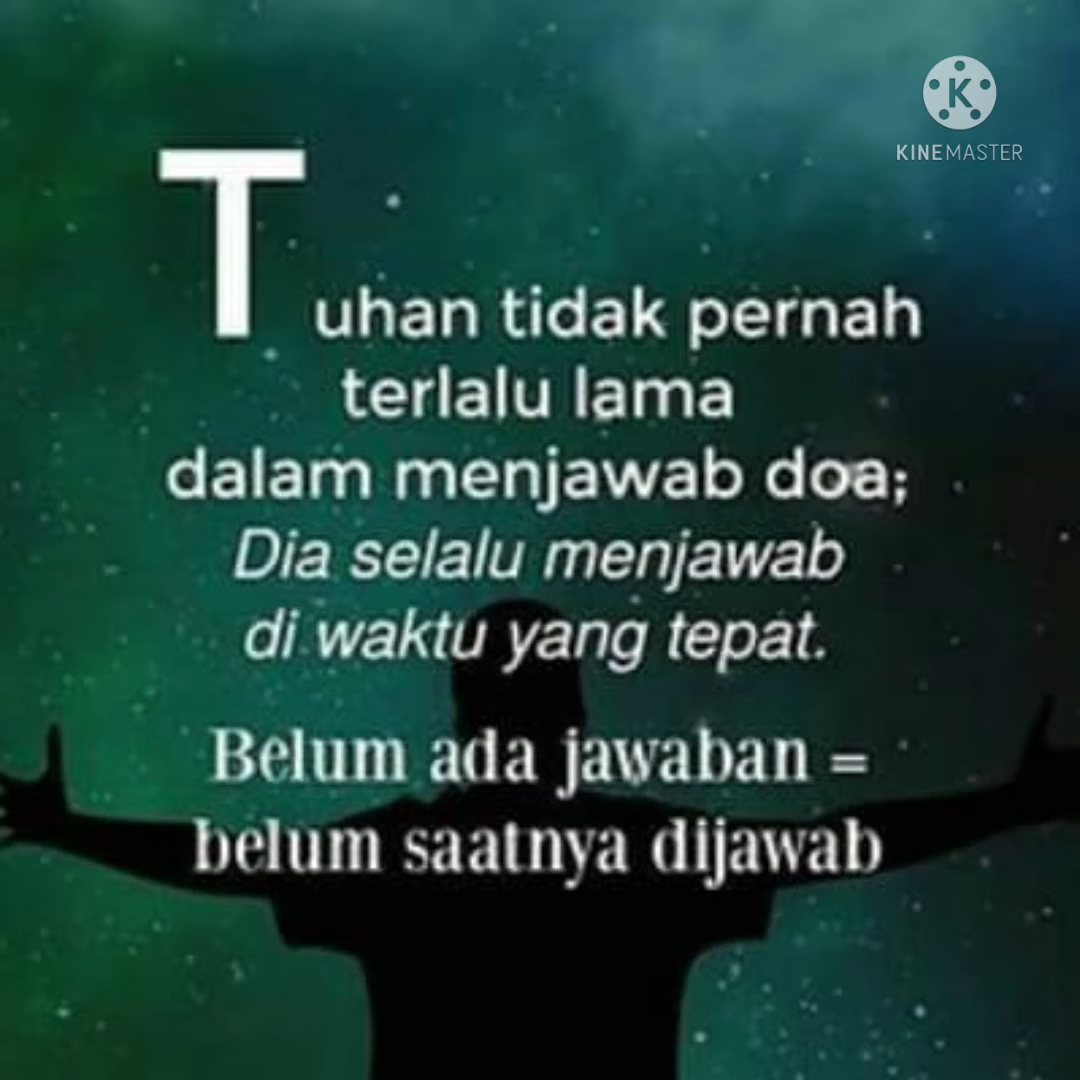 KINEMASTER
Tuhan tidak pernah
terlalu lama
dalam menjawab doa;
Dia selalu menjawab
di waktu yang tepat.
Belum ada jawaban =
belum saatnya dijawab